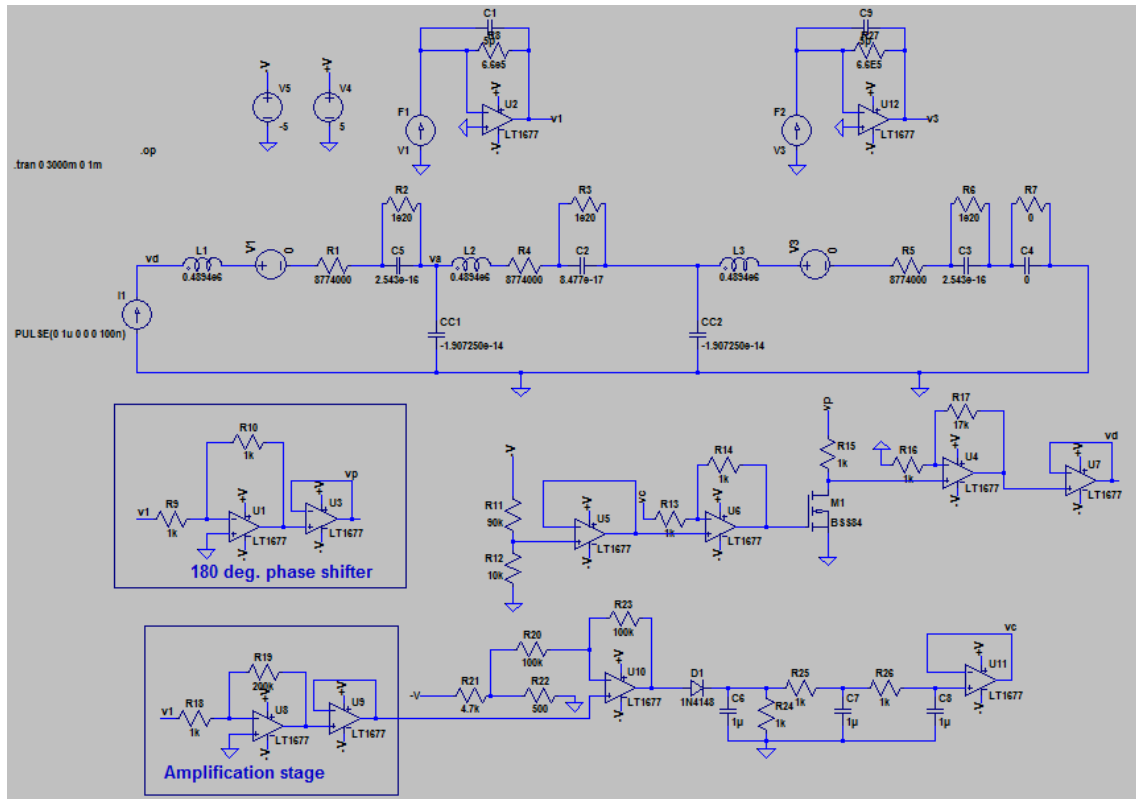 C1
R8
5p
6.6e5
+V
U2
LT1677
-V
v1
F1
V1
C9
R27
5p
6.6E5
+V
U12
LT1677
-V
v3
F2
V3
-V
V5
-5
+V
V4
5
.op
.tran 0 3000m 0 1m
vd
L1
0.4894e6
V1
0
R1
8774000
R2
1e20
C5
2.543e-16
va
L2
0.4894e6
R4
8774000
R3
1e20
C2
8.477e-17
L3
0.4894e6
V3
0
R5
8774000
R6
1e20
C3
2.543e-16
R7
0
C4
0
I1
PULSE(0 1u 0 0 0 100n)
CC1
-1.907250e-14
CC2
-1.907250e-14
R10
1k
v1
R9
1k
+V
U1
LT1677
-V
vp
+V
U3
LT1677
-V
180 deg. phase shifter
-V
R11
90k
R12
10k
+V
U5
LT1677
-V
vc
R13
1k
R14
1k
+V
U6
LT1677
-V
vp
R15
1k
M1
BSS84
R16
1k
R17
17k
+V
U4
LT1677
-V
vd
+V
U7
LT1677
-V
v1
R18
1k
R19
200k
+V
U8
LT1677
-V
+V
U9
LT1677
-V
Amplification stage
-V
R21
4.7k
R20
100k
R22
500
R23
100k
+V
U10
LT1677
-V
D1
1N4148
C6
1µ
R24
1k
R25
1k
C7
1µ
R26
1k
C8
1µ
vc
+V
U11
LT1677
-V